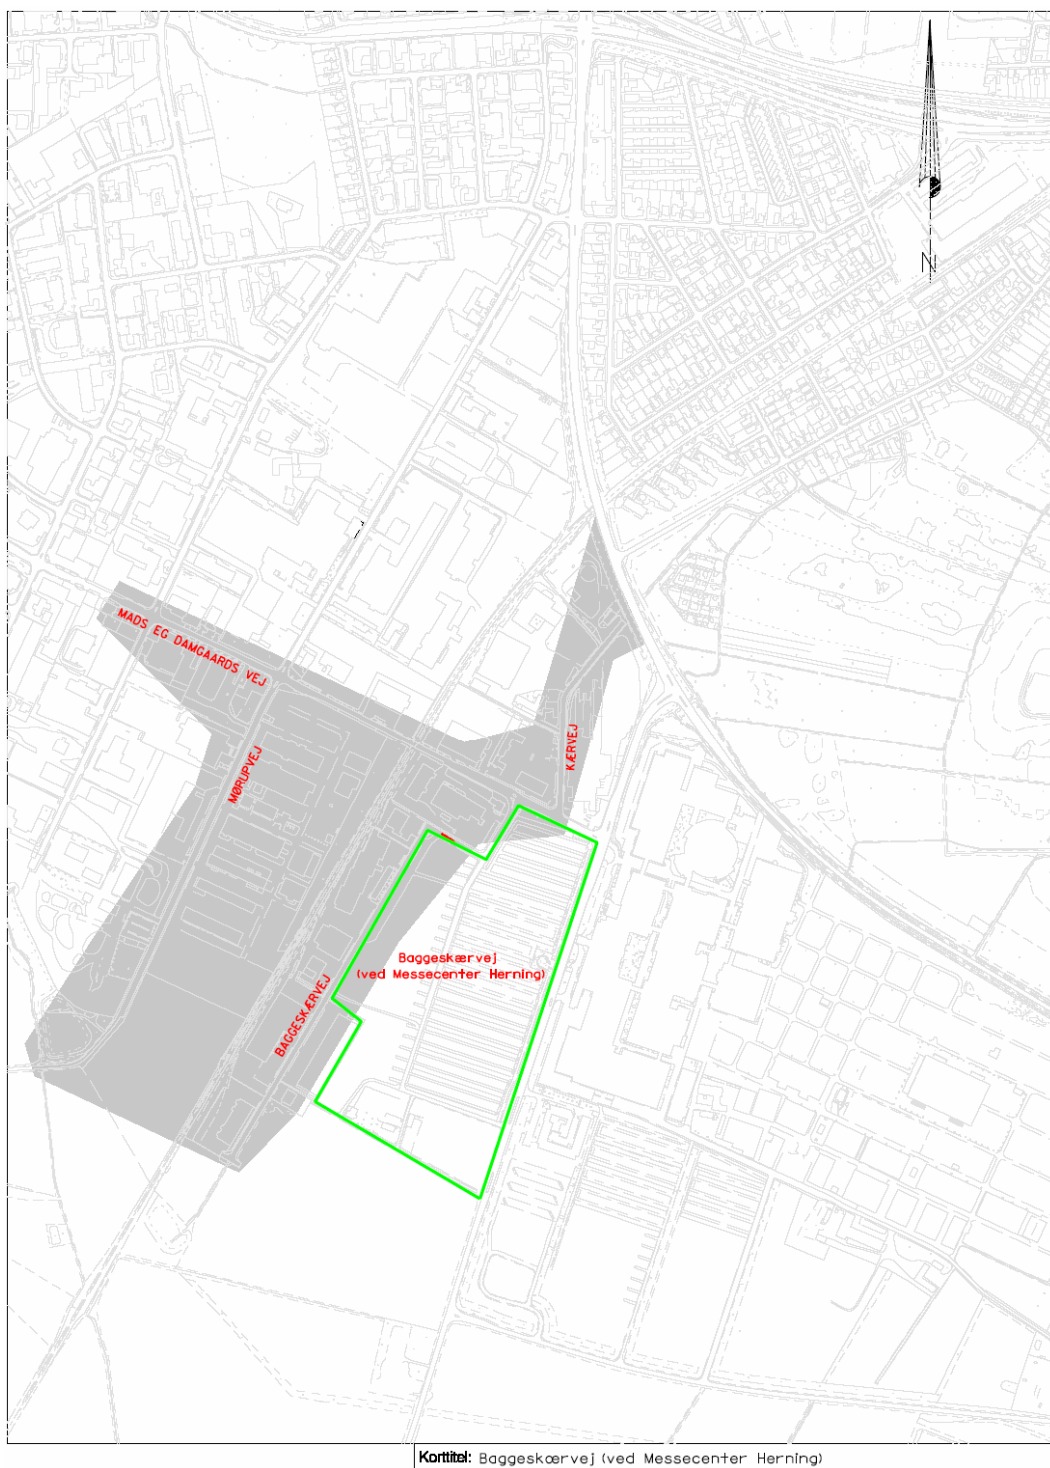 N
MADS EG DAMGAARDS VEJ
MØRUPVEJ
KÆRVEJ
Baggeskærvej
(ved Messecenter Herning)
BAGGESKÆRVEJ
Korttitel: Baggeskærvej (ved Messecenter Herning)